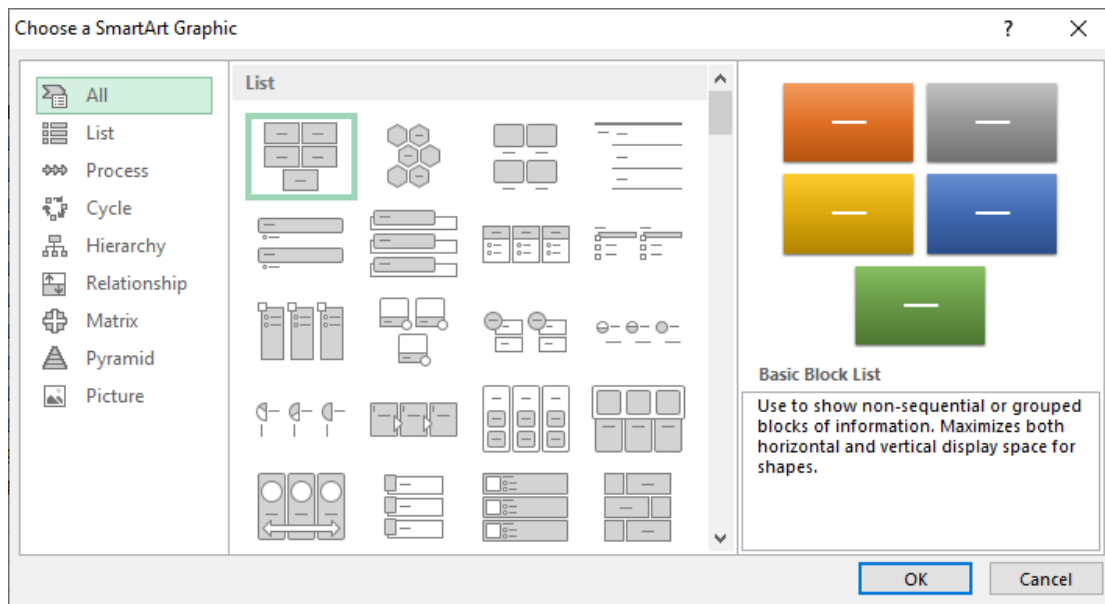 Choose a SmartArt Graphic
?
All
List
Process
Cycle
Hierarchy
Relationship
Matrix
Pyramid
Picture
List
Basic Block List
Use to show non-sequential or grouped
blocks of information. Maximizes both
horizontal and vertical display space for
shapes.
OK
Cancel